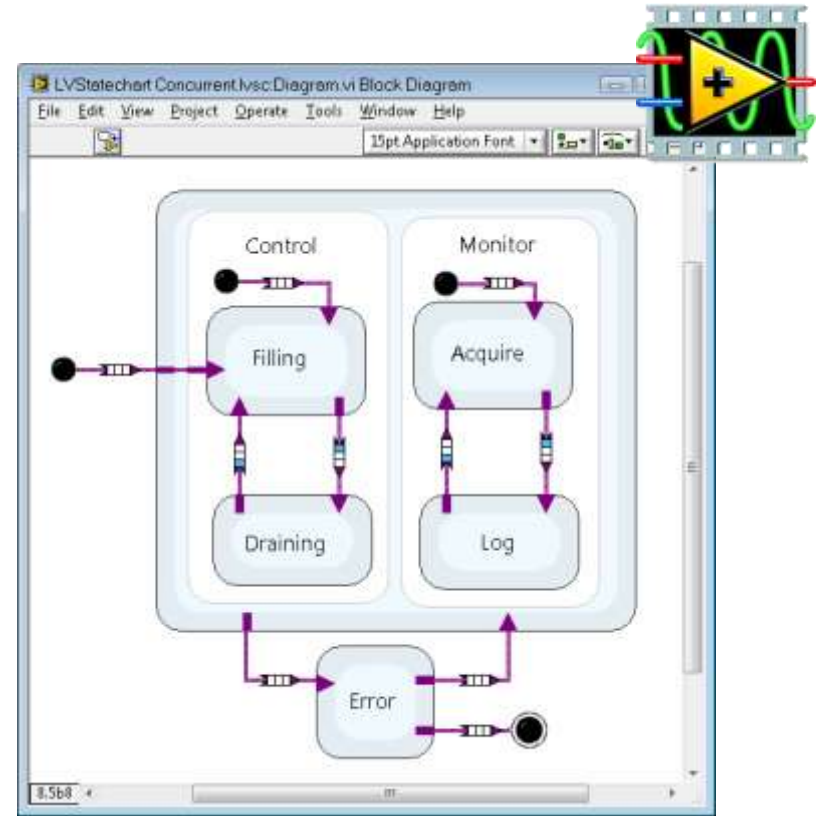 LVStatechart Concurrent.lvsc:Diagram.vi Block Diagram
File Edit View Project Operate Tools Window Help
15pt Application Font
Control
Monitor
Filling
Acquire
Draining
Log
Error
8.5b8